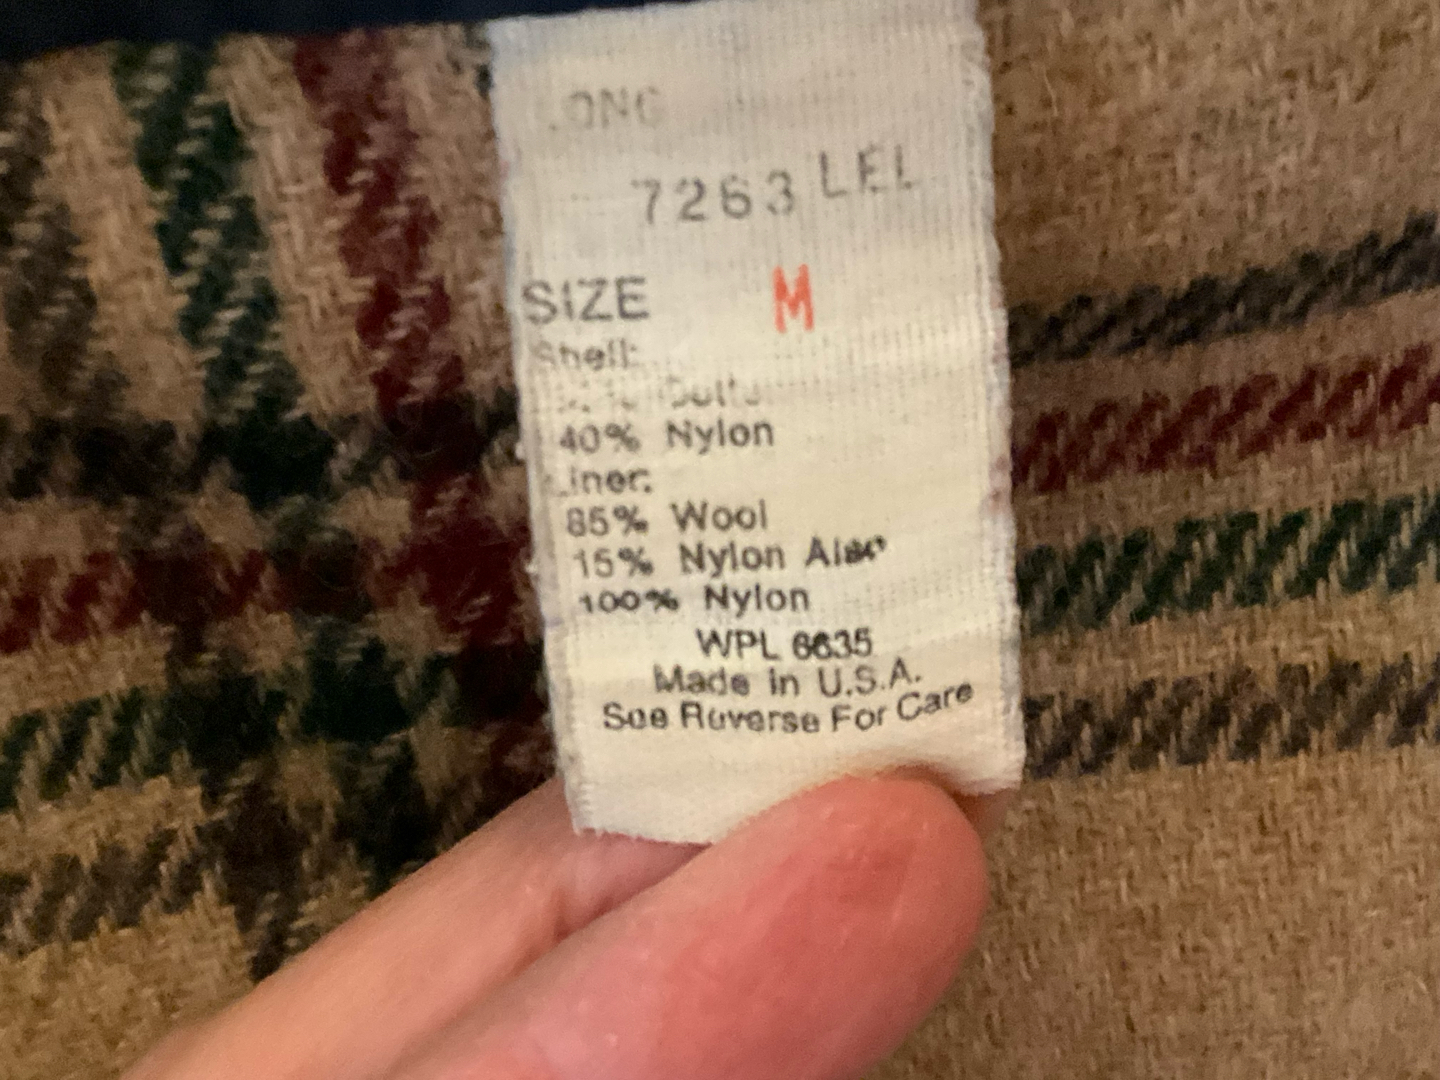 LONG
7263 LEL
SIZE M
Shell:
40% Nylon
Liner:
85% Wool
15% Nylon Also
100% Nylon
WPL 6635
Made in U.S.A.
See Reverse For Care